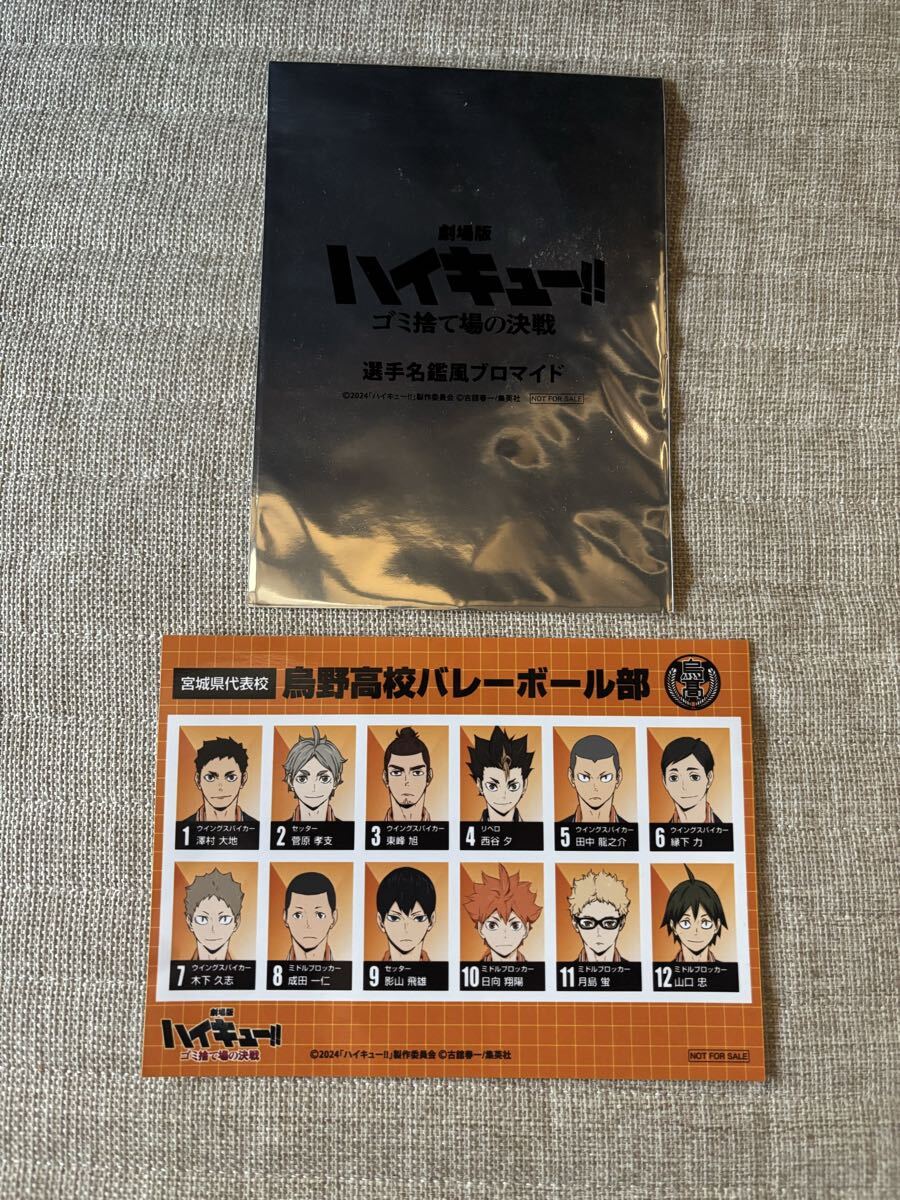 劇場版
ハイキュー!!
ゴミ捨て場の決戦
選手名鑑風ブロマイド
©2024「ハイキュー!!」製作委員会 ©古舘春一/集英社 NOT FOR SALE
宮城県代表校 烏野高校バレーボール部 烏高
1 ウイングスパイカー 澤村 大地
2 セッター 菅原 孝支
3 ウイングスパイカー 東峰 旭
4 リベロ 西谷 夕
5 ウイングスパイカー 田中 龍之介
6 ウイングスパイカー 縁下 力
7 ウイングスパイカー 木下 久志
8 ミドルブロッカー 成田 一仁
9 セッター 影山 飛雄
10 ミドルブロッカー 日向 翔陽
11 ミドルブロッカー 月島 蛍
12 ミドルブロッカー 山口 忠
劇場版
ハイキュー!!
ゴミ捨て場の決戦
©2024「ハイキュー!!」製作委員会 ©古舘春一/集英社
NOT FOR SALE